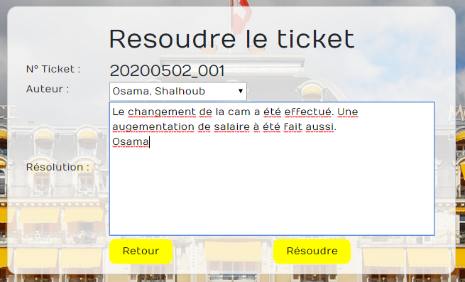 Resoudre le ticket
N° Ticket :
20200502_001
Auteur :
Osama, Shalhoub
Le changement de la cam a été effectué. Une
augementation de salaire à été fait aussi.
Osama
Résolution :
Retour
Résoudre